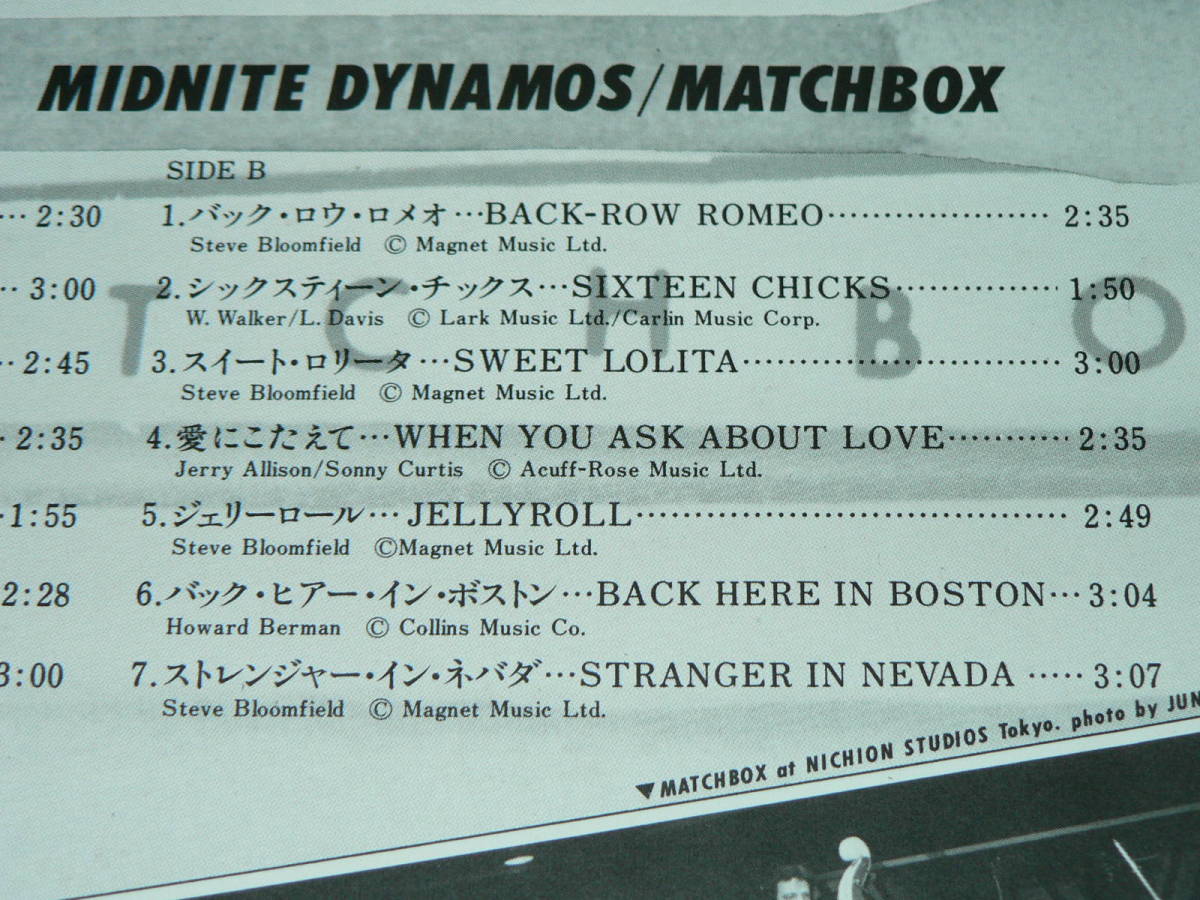 MIDNITE DYNAMOS/MATCHBOX
SIDE B
… 2:30
1.バック・ロウ・ロメオ…BACK-ROW ROMEO………………… 2:35
Steve Bloomfield © Magnet Music Ltd.
… 3:00
2.シックスティーン・チックス…SIXTEEN CHICKS……………… 1:50
W. Walker/L. Davis © Lark Music Ltd./Carlin Music Corp.
… 2:45
3.スイート・ロリータ…SWEET LOLITA………………………… 3:00
Steve Bloomfield © Magnet Music Ltd.
… 2:35
4.愛にこたえて…WHEN YOU ASK ABOUT LOVE………… 2:35
Jerry Allison/Sonny Curtis © Acuff-Rose Music Ltd.
1:55
5.ジェリーロール…JELLYROLL…………………………………… 2:49
Steve Bloomfield ©Magnet Music Ltd.
2:28
6.バック・ヒアー・イン・ボストン…BACK HERE IN BOSTON…3:04
Howard Berman © Collins Music Co.
3:00
7.ストレンジャー・イン・ネバダ…STRANGER IN NEVADA ……3:07
Steve Bloomfield © Magnet Music Ltd.
T C H B O
▼MATCHBOX at NICHION STUDIOS Tokyo. photo by JUN